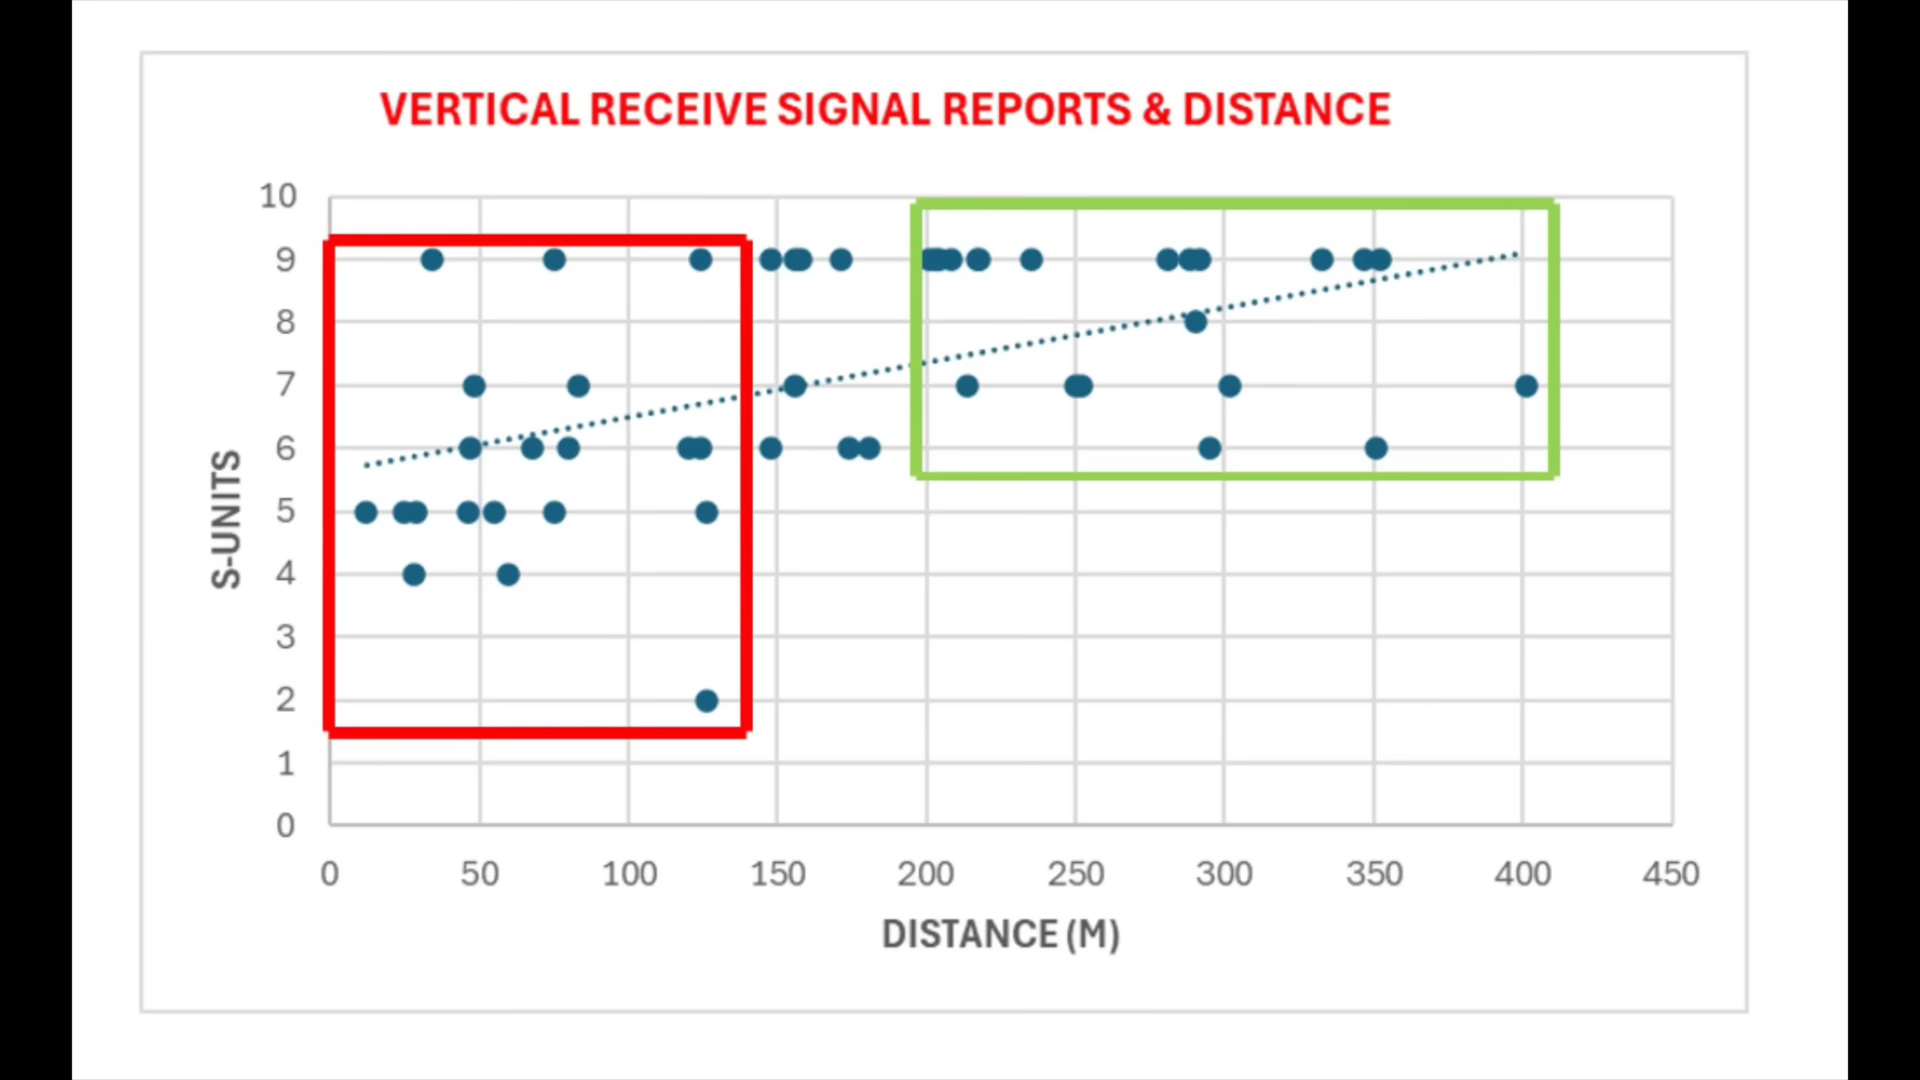 VERTICAL RECEIVE SIGNAL REPORTS & DISTANCE
10
9
8
7
6
5
4
3
2
1
0
S-UNITS
0 50 100 150 200 250 300 350 400 450
DISTANCE (M)